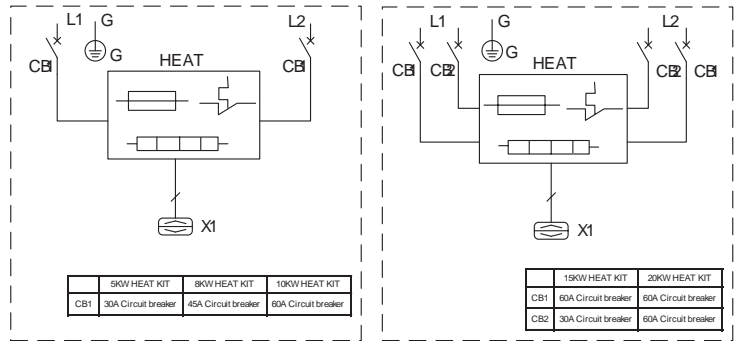 L1 G L2
G
CB1 HEAT CB1
X1
5KW HEAT KIT 8KW HEAT KIT 10KW HEAT KIT
CB1 30A Circuit breaker 45A Circuit breaker 60A Circuit breaker
L1 G L2
G
CB1 CB2 HEAT CB2 CB1
X1
15KW HEAT KIT 20KW HEAT KIT
CB1 60A Circuit breaker 60A Circuit breaker
CB2 30A Circuit breaker 60A Circuit breaker